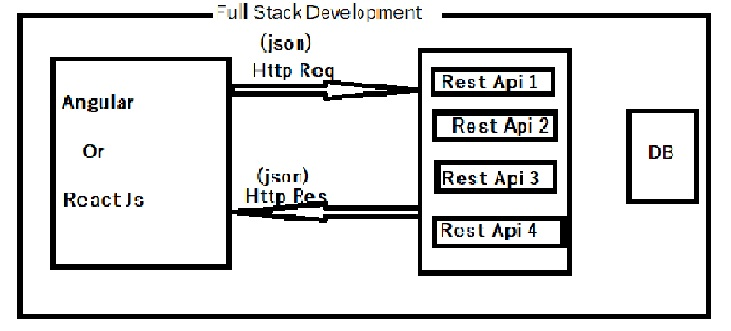 Full Stack Development
(json)
Http Req
Angular
Or
React Js
(json)
Http Res
Rest Api 1
Rest Api 2
Rest Api 3
Rest Api 4
DB